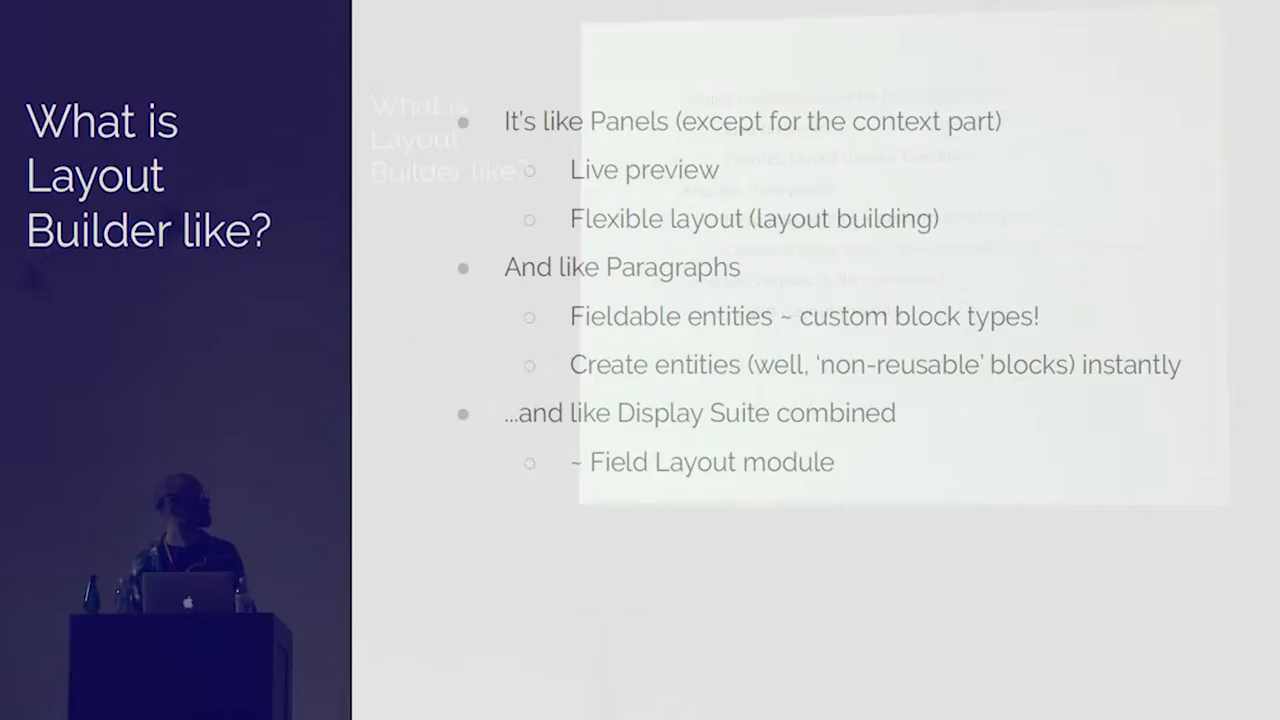 What is
Layout
Builder like?
What is
Layout
Builder like?
● It's like Panels (except for the context part)
○ Live preview
○ Flexible layout (layout building)
● And like Paragraphs
○ Fieldable entities ~ custom block types!
○ Create entities (well, ‘non-reusable’ blocks) instantly
● ...and like Display Suite combined
○ ~ Field Layout module